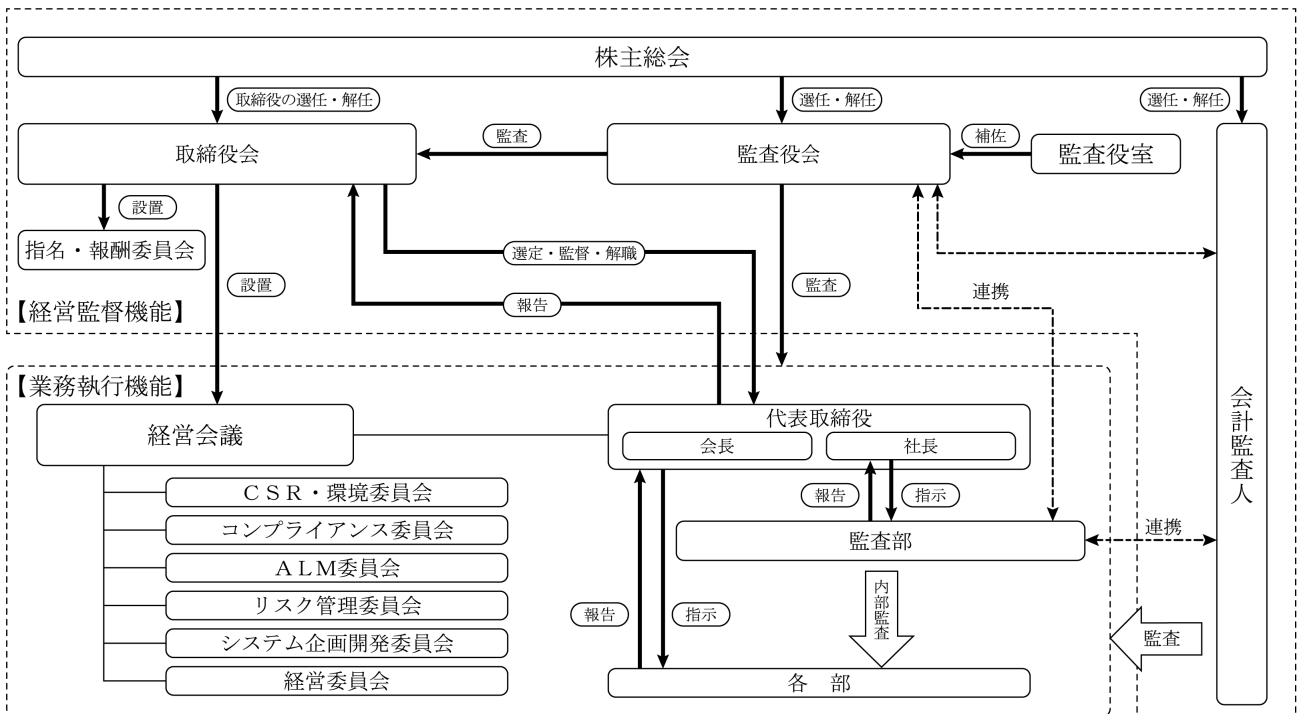 株主総会
取締役の選任・解任
選任・解任
選任・解任
取締役会
監査
監査役会
補佐
監査役室
設置
指名・報酬委員会
選定・監督・解職
設置
報告
監査
連携
【経営監督機能】
【業務執行機能】
経営会議
代表取締役
会長
社長
会計監査人
CSR・環境委員会
報告
指示
コンプライアンス委員会
監査部
連携
ALM委員会
リスク管理委員会
報告
指示
内部監査
システム企画開発委員会
監査
経営委員会
各 部